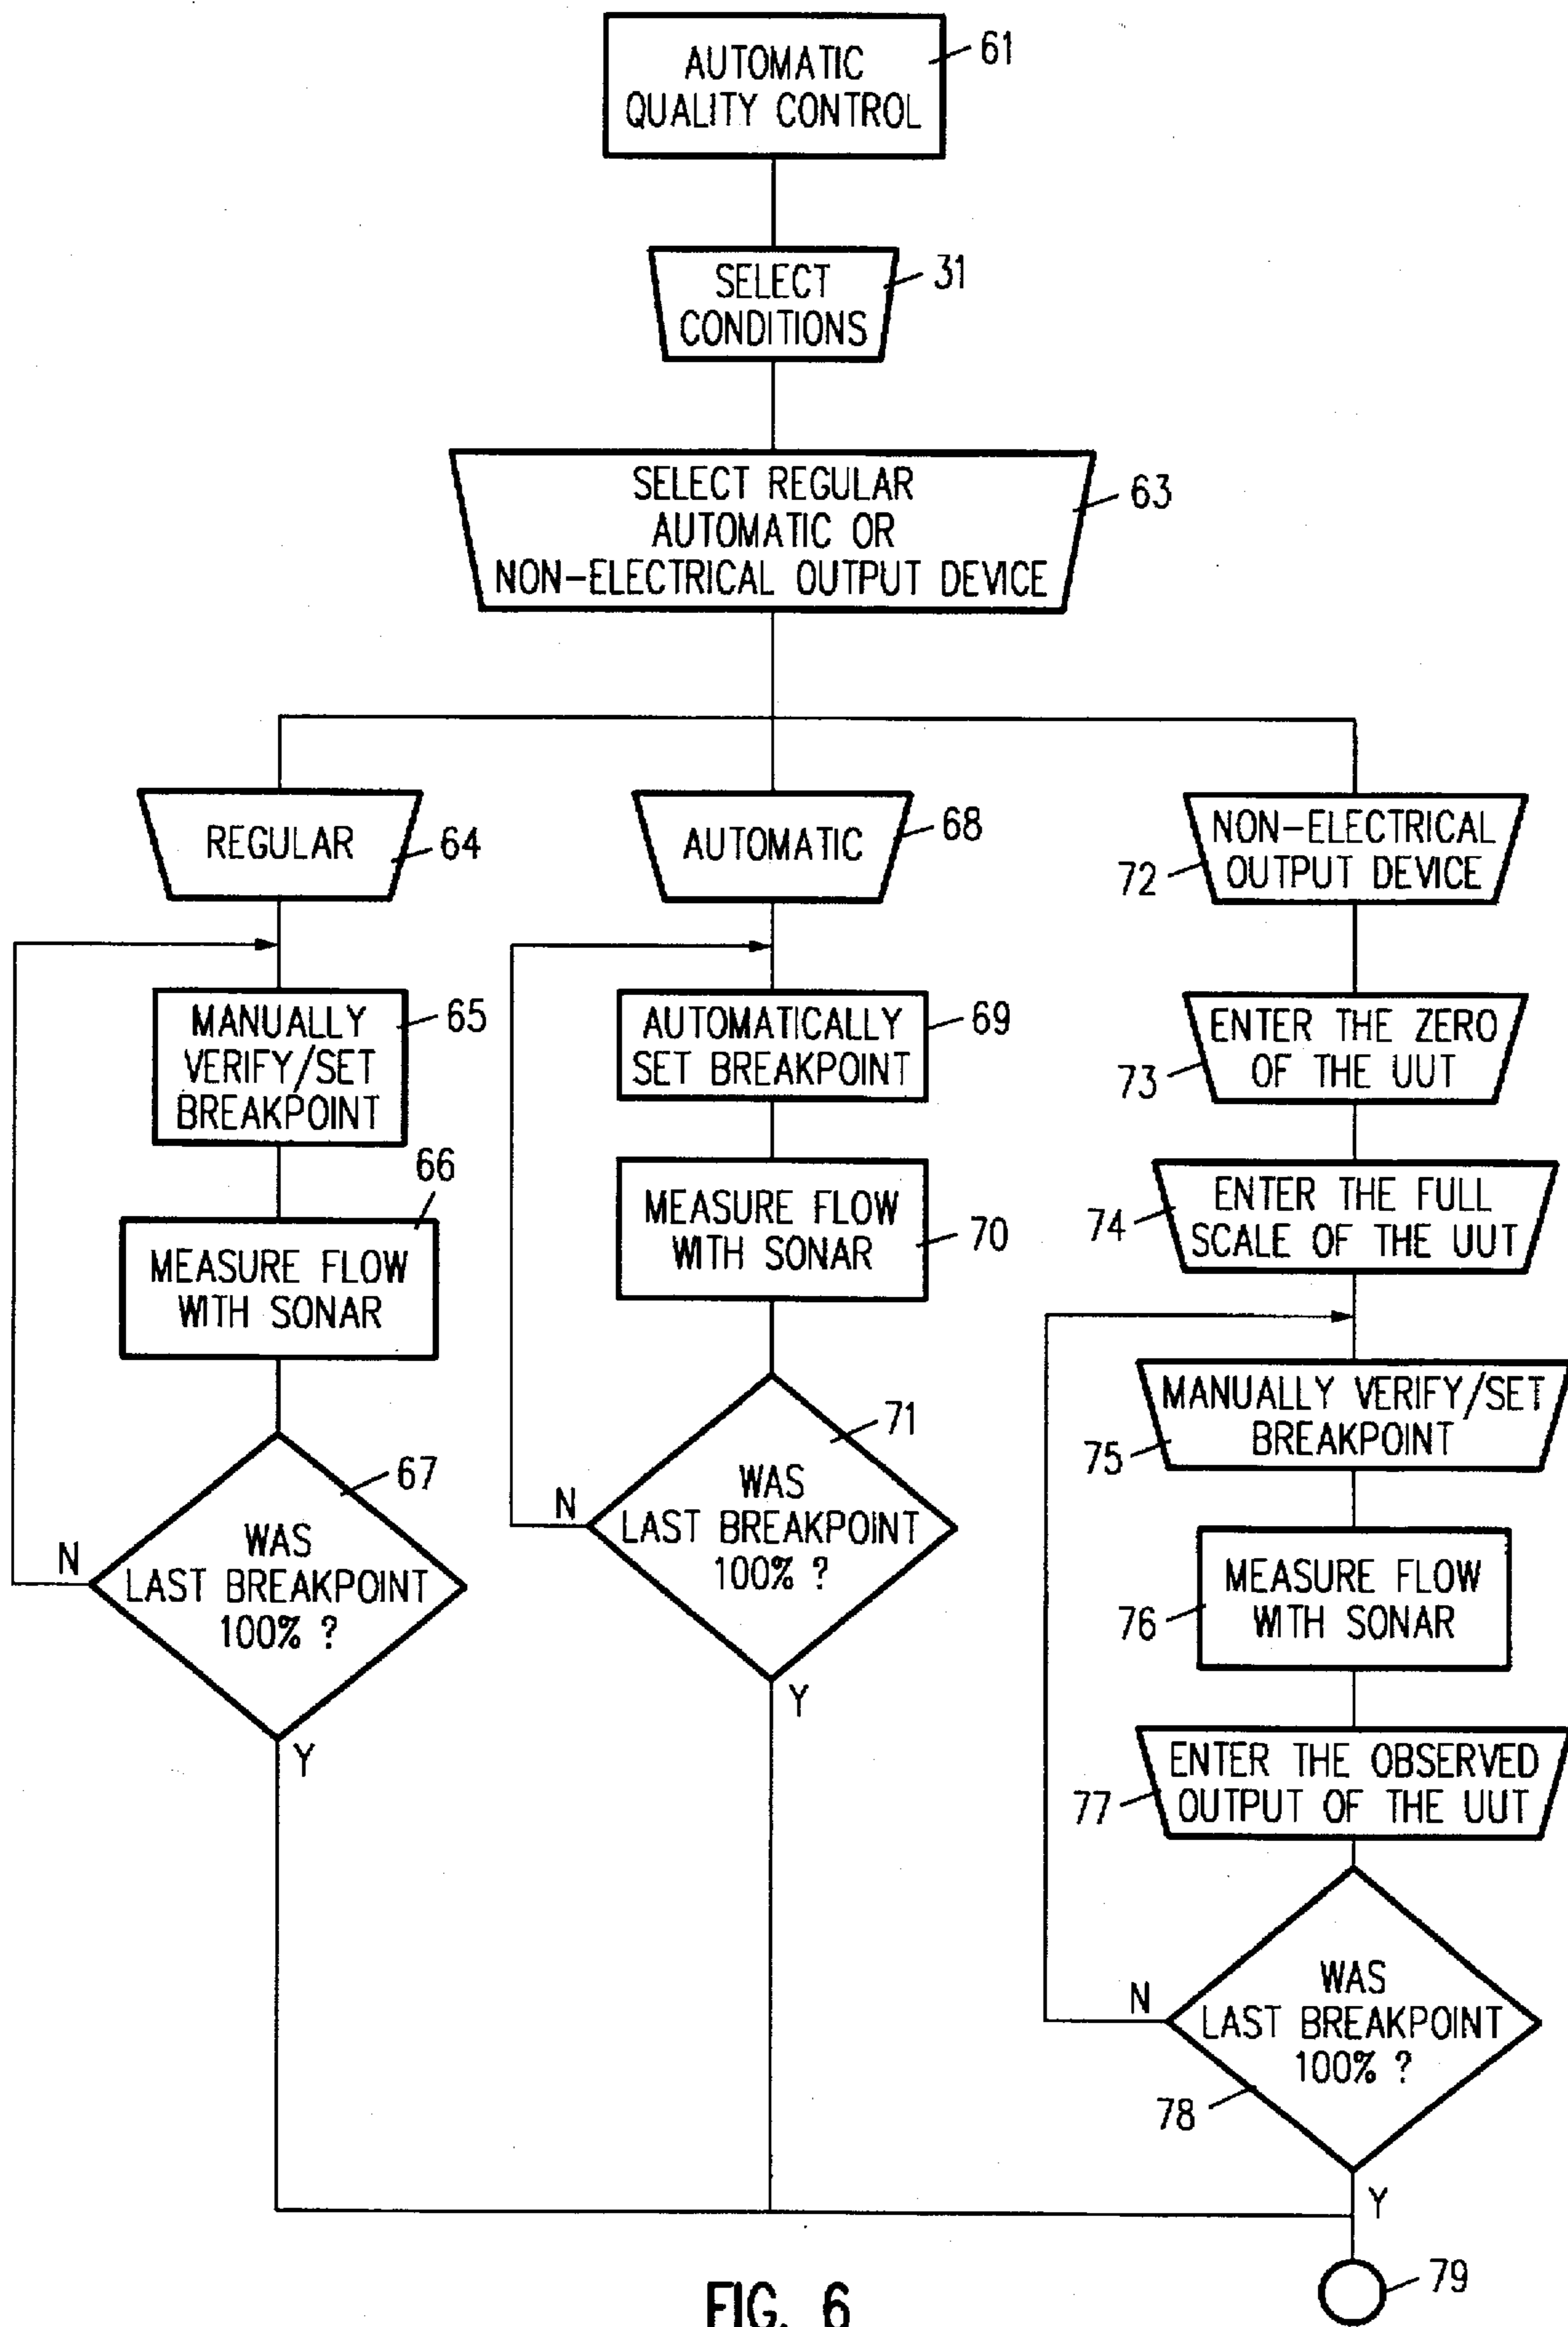 AUTOMATIC
QUALITY CONTROL
61
SELECT
CONDITIONS
31
SELECT REGULAR
AUTOMATIC OR
NON-ELECTRICAL OUTPUT DEVICE
63
REGULAR
64
MANUALLY
VERIFY/SET
BREAKPOINT
65
66
MEASURE FLOW
WITH SONAR
67
WAS
LAST BREAKPOINT
100% ?
N
Y
AUTOMATIC
68
AUTOMATICALLY
SET BREAKPOINT
69
MEASURE FLOW
WITH SONAR
70
71
WAS
LAST BREAKPOINT
100% ?
N
Y
NON-ELECTRICAL
OUTPUT DEVICE
72
ENTER THE ZERO
OF THE UUT
73
ENTER THE FULL
SCALE OF THE UUT
74
MANUALLY VERIFY/SET
BREAKPOINT
75
MEASURE FLOW
WITH SONAR
76
ENTER THE OBSERVED
OUTPUT OF THE UUT
77
WAS
LAST BREAKPOINT
100% ?
N
78
Y
79
FIG. 6